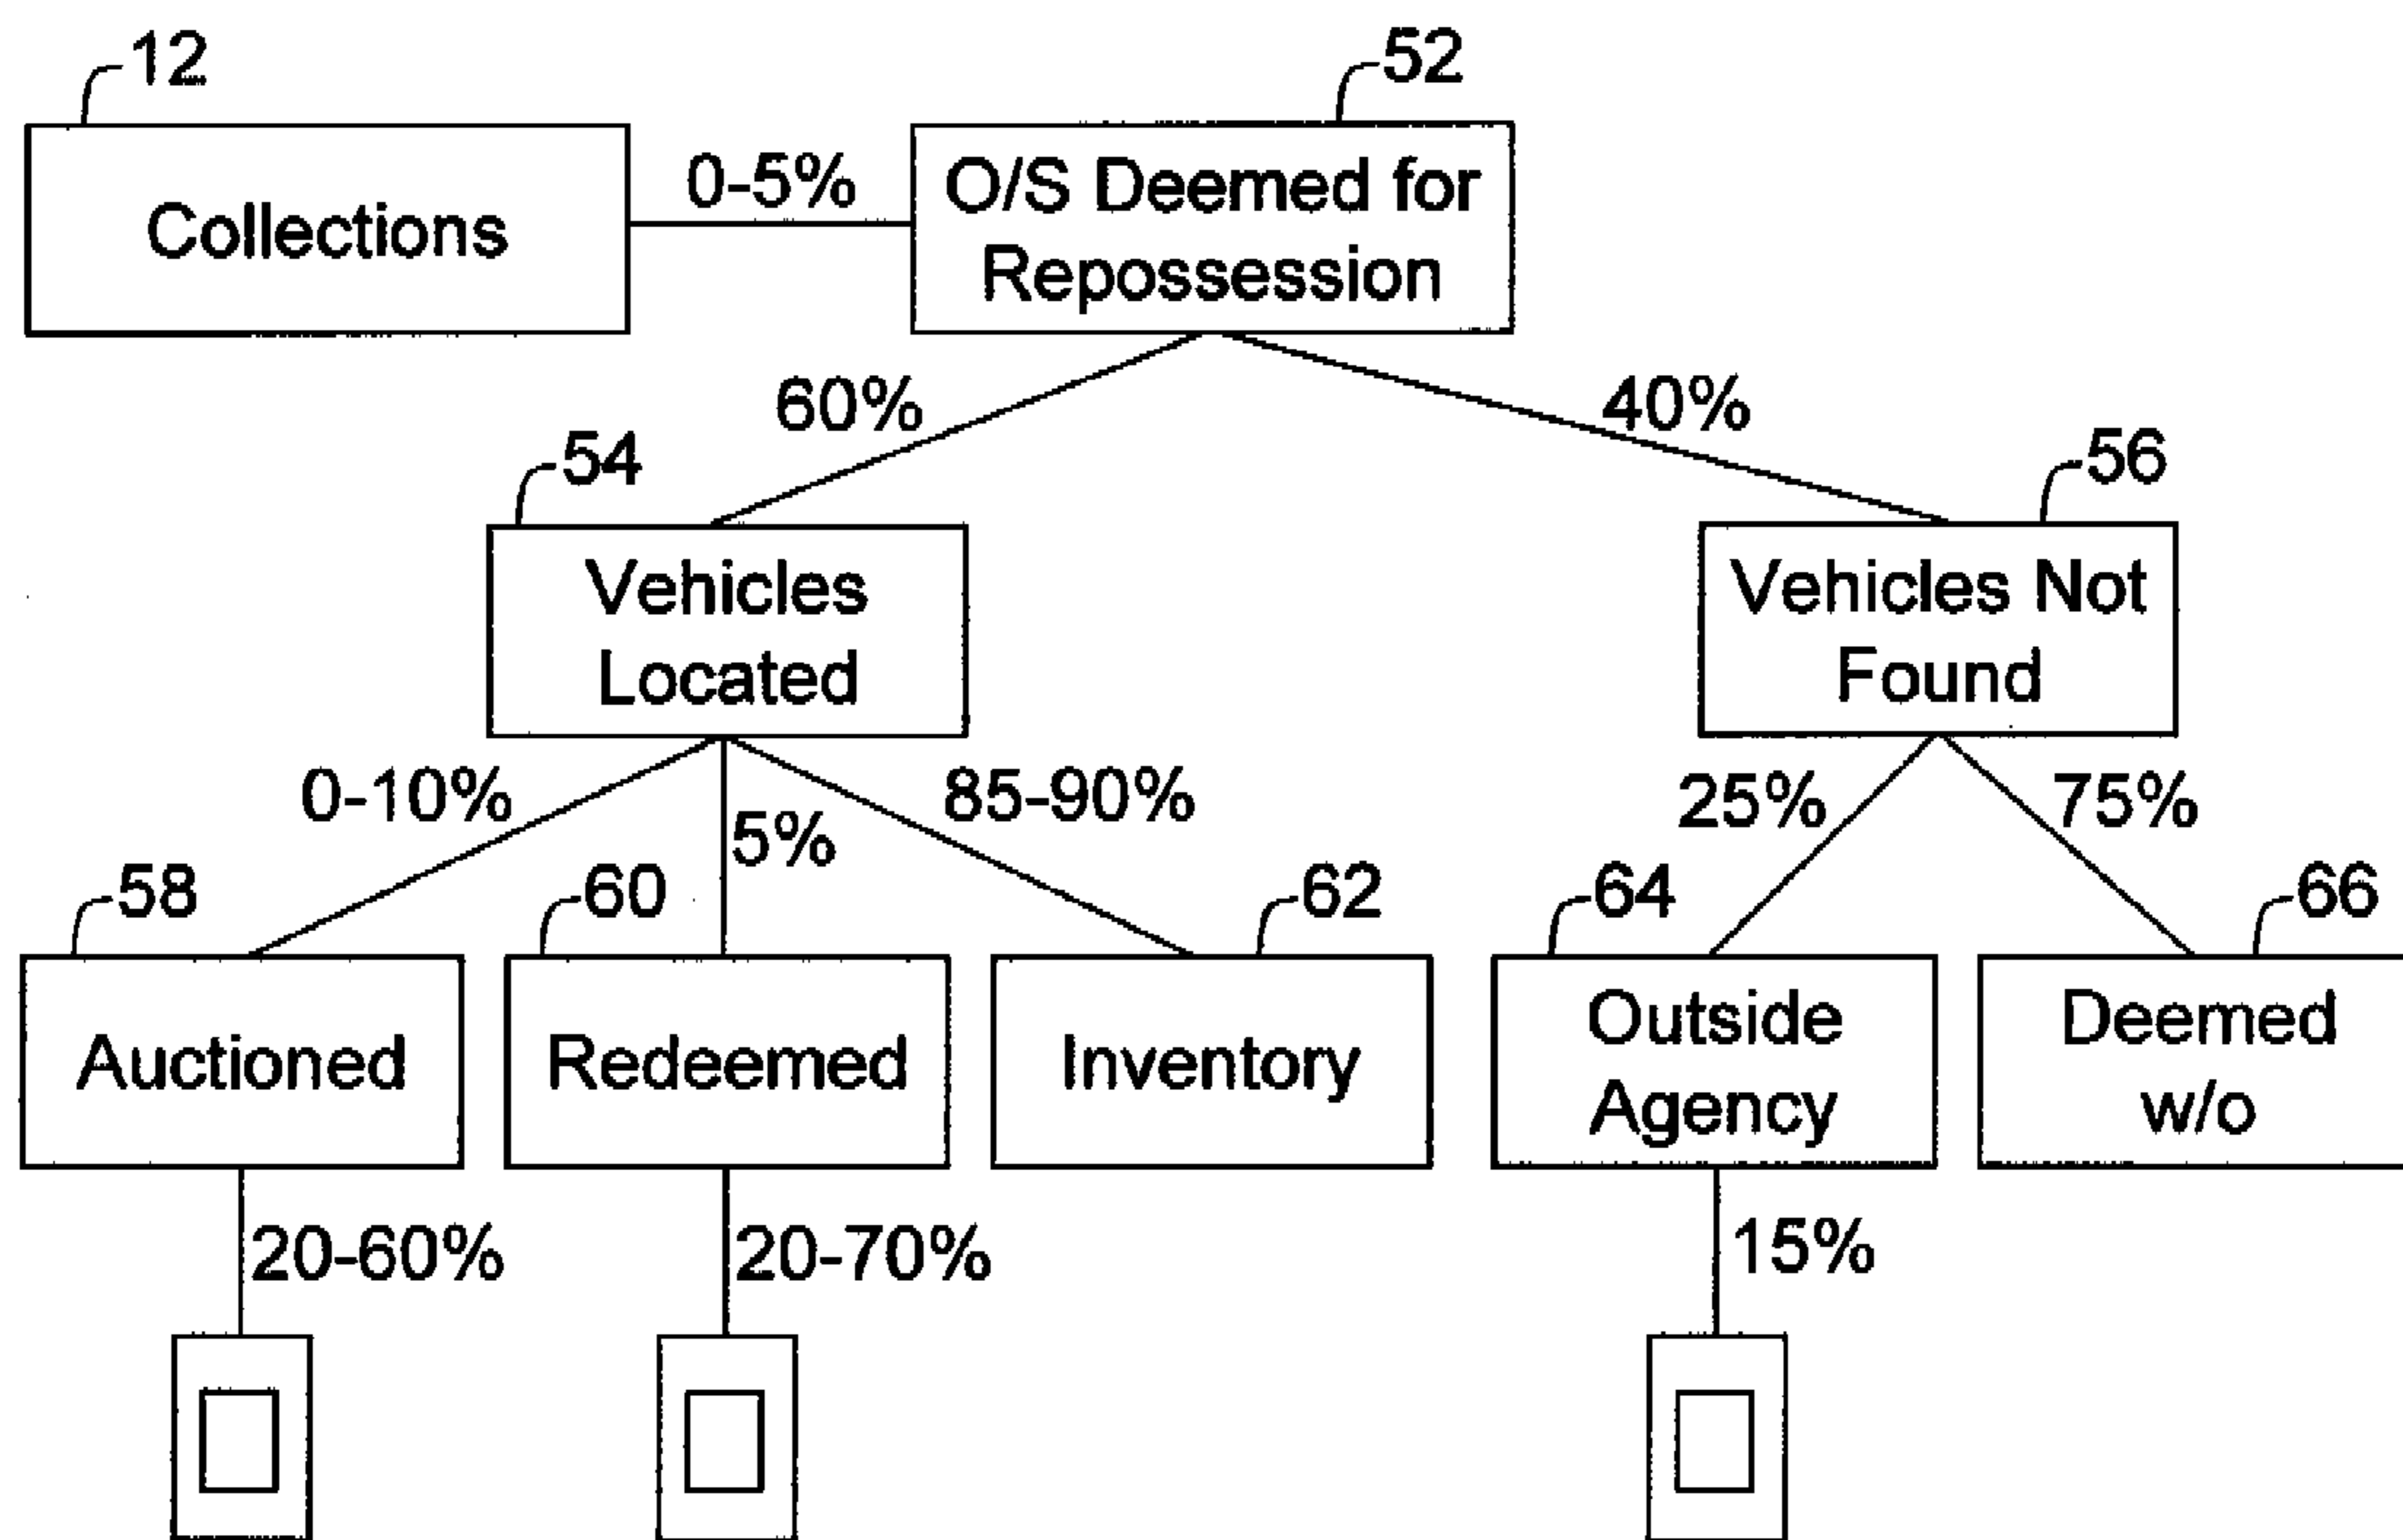 12
52
Collections
0-5%
O/S Deemed for
Repossession
60%
40%
54
56
Vehicles
Located
Vehicles Not
Found
0-10%
5%
85-90%
25%
75%
58
60
62
64
66
Auctioned
Redeemed
Inventory
Outside
Agency
Deemed
w/o
20-60%
20-70%
15%